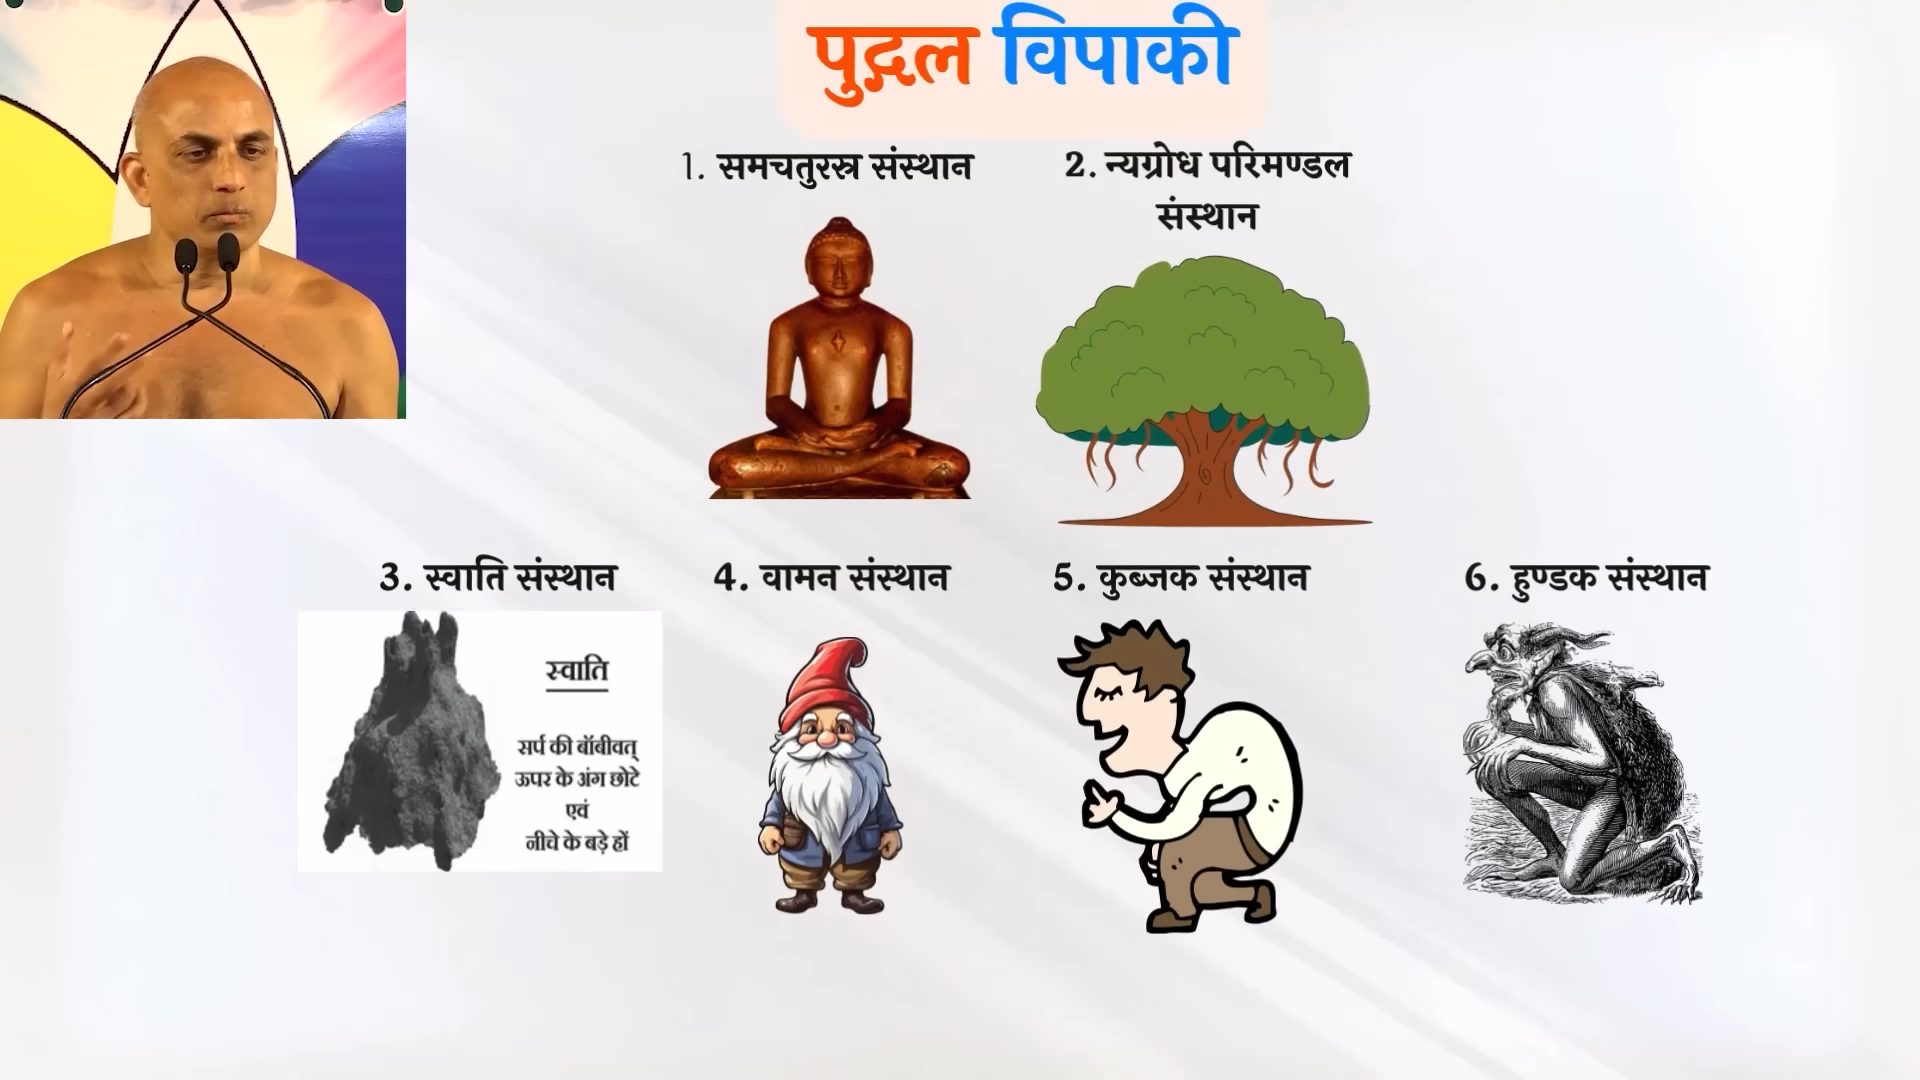 पुद्गल विपाकी
1. समचतुरस्र संस्थान
2. न्यग्रोध परिमण्डल
संस्थान
3. स्वाति संस्थान
4. वामन संस्थान
5. कुब्जक संस्थान
6. हुण्डक संस्थान
स्वाति
सर्प की बॉबीवत्
ऊपर के अंग छोटे
एवं
नीचे के बड़े हों